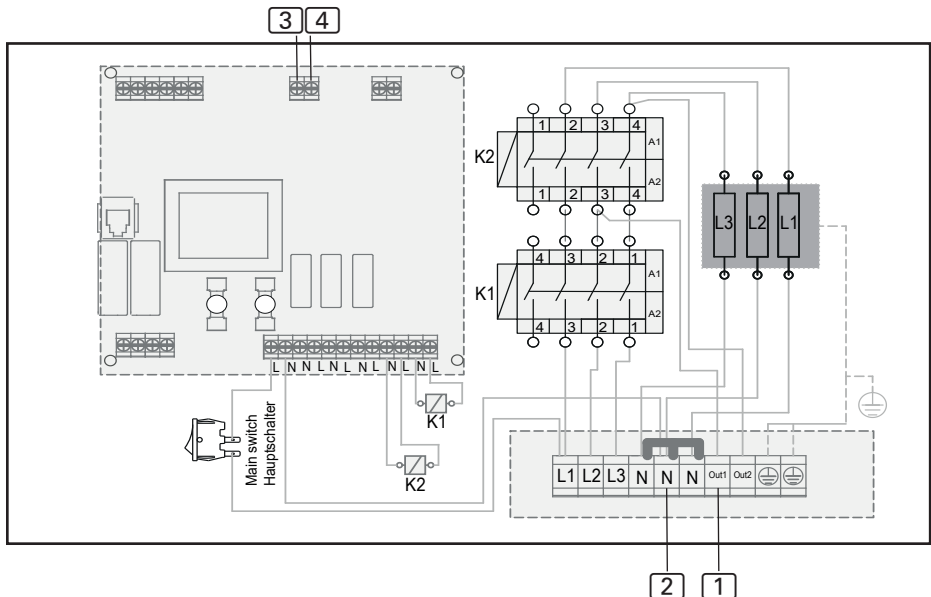 3 4
1 2 3 4
A1
K2
A2
1 2 3 4
L3 L2 L1
4 3 2 1
A1
K1
A2
4 3 2 1
L N N L N L N L N L N L
K1
Main switch
Hauptschalter
K2
L1 L2 L3 N N N Out1 Out2
2 1